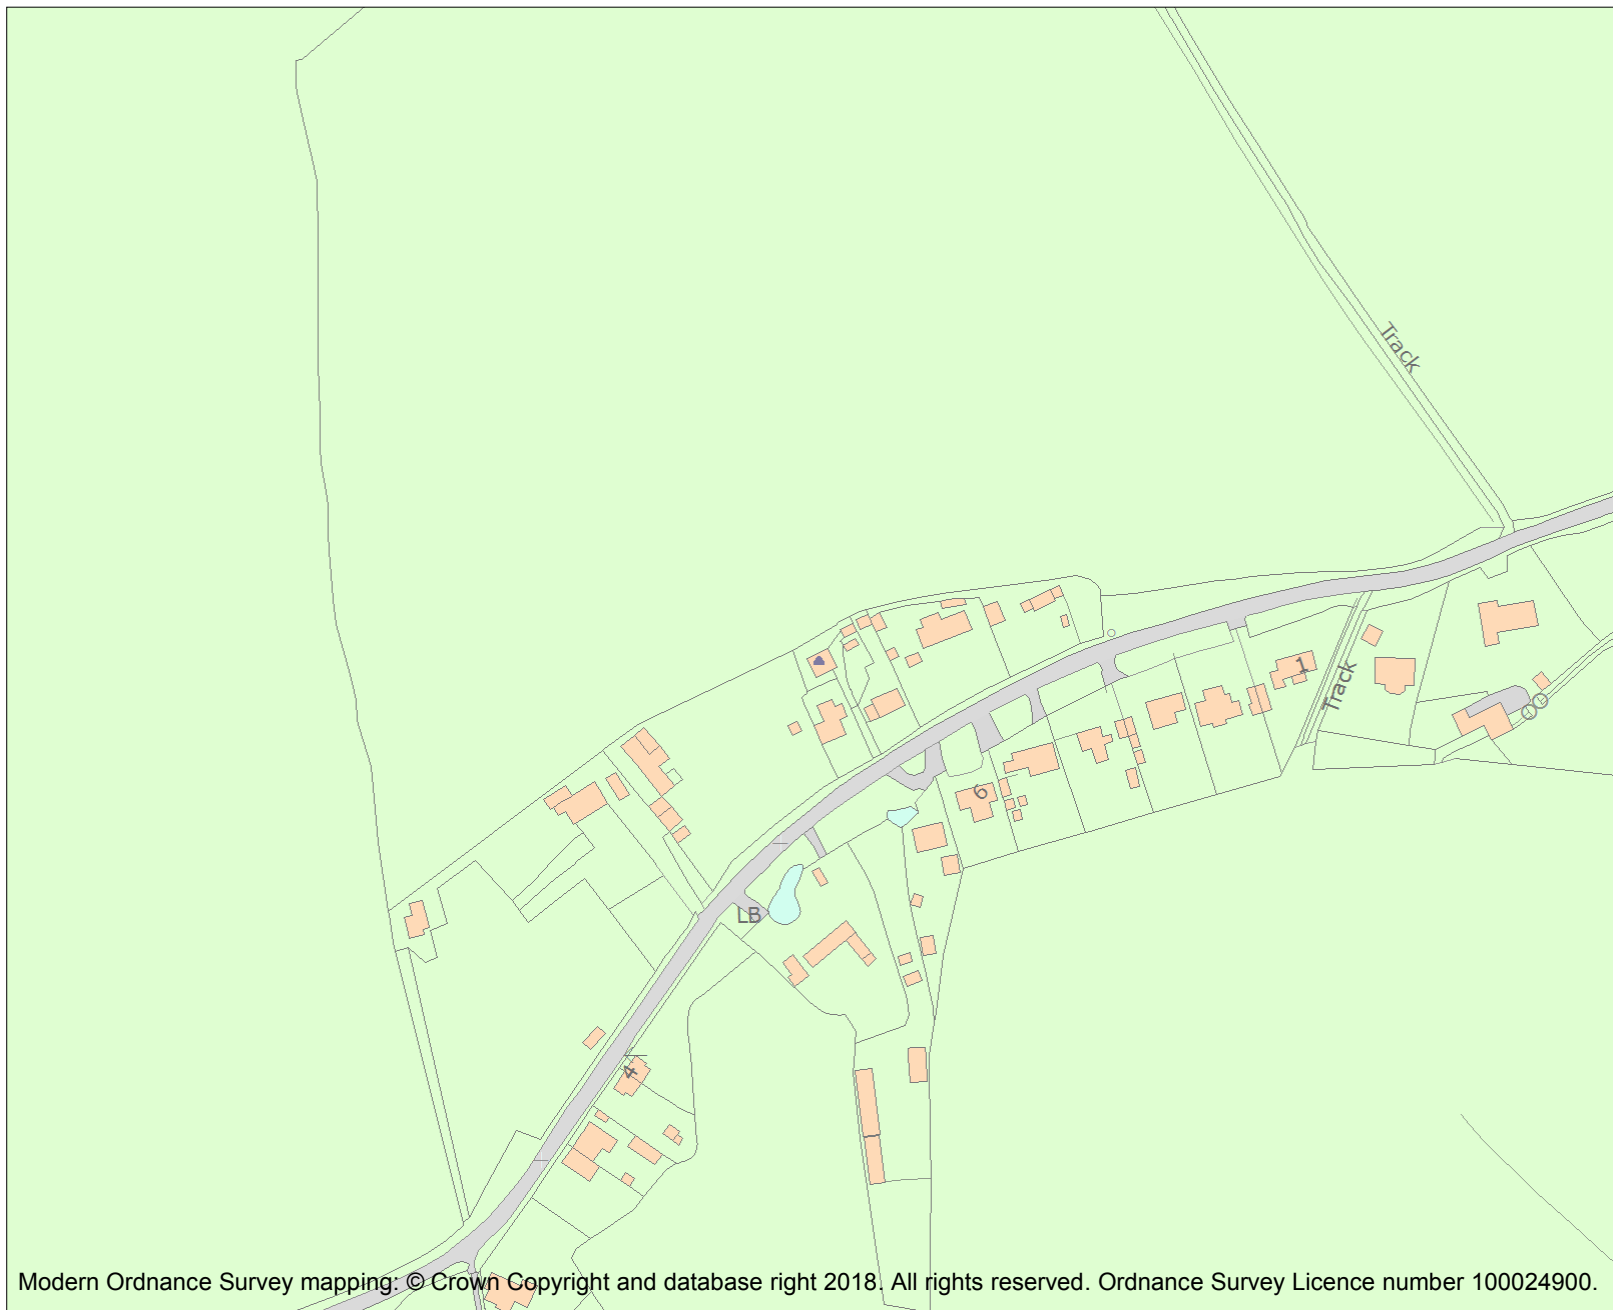 Track
1
Track
6
LB
4
Modern Ordnance Survey mapping: © Crown Copyright and database right 2018. All rights reserved. Ordnance Survey Licence number 100024900.